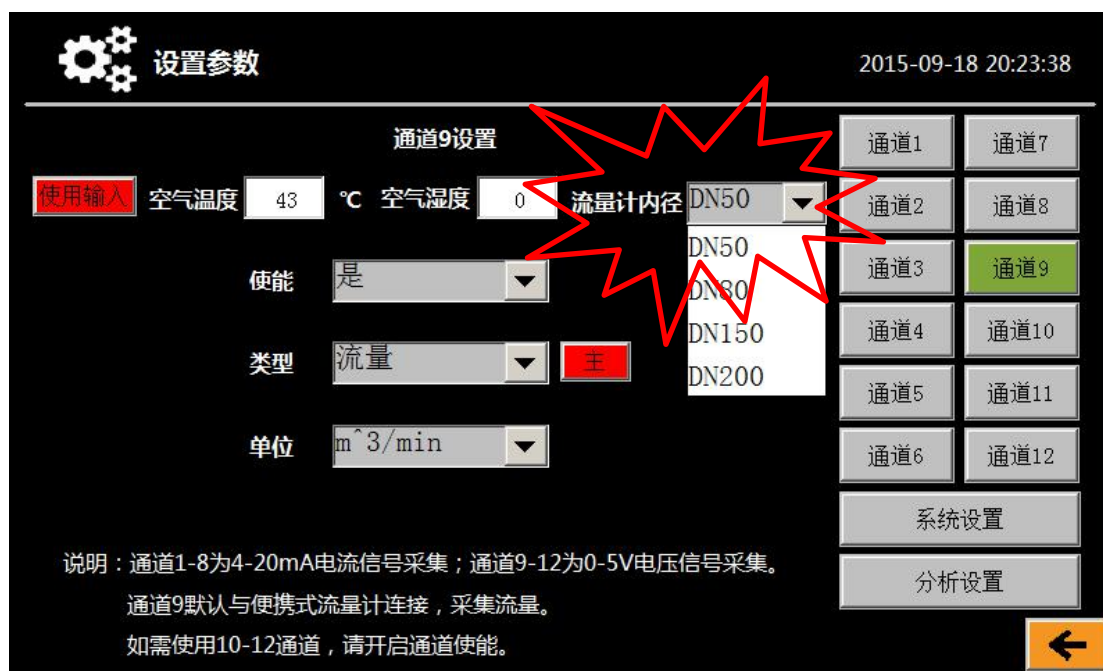 设置参数
2015-09-18 20:23:38
通道9设置
使用输入 空气温度 43 ℃ 空气湿度 0 流量计内径 DN50
DN50
DN80
DN150
DN200
使能 是
类型 流量 主
单位 m^3/min
通道1 通道7
通道2 通道8
通道3 通道9
通道4 通道10
通道5 通道11
通道6 通道12
系统设置
分析设置
说明：通道1-8为4-20mA电流信号采集；通道9-12为0-5V电压信号采集。
通道9默认与便携式流量计连接，采集流量。
如需使用10-12通道，请开启通道使能。